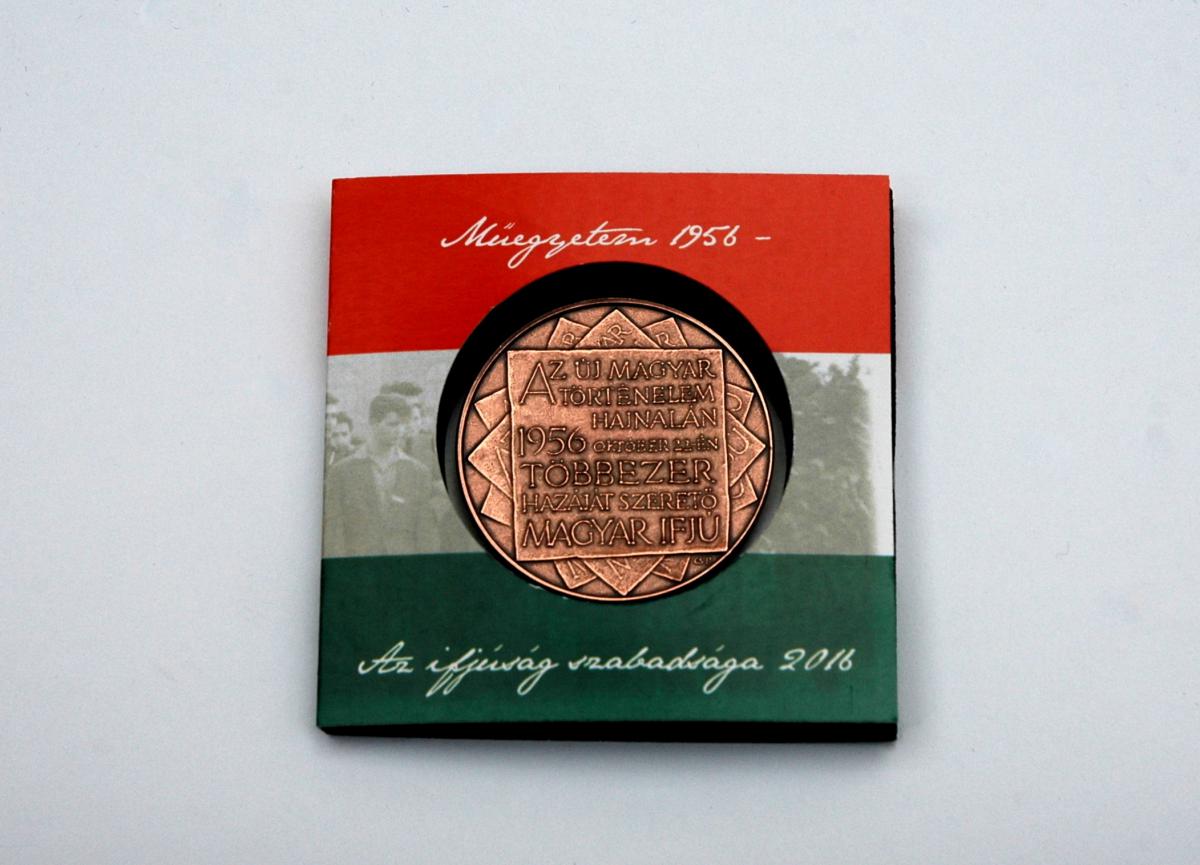 Műegyetem 1956 –
AZ ÚJ MAGYAR
TÖRTÉNELEM
HAJNALÁN
1956 OKTÓBER 22-ÉN
TÖBBEZER
HAZÁJÁT SZERETŐ
MAGYAR IFJÚ
Az ifjúság szabadsága 2016